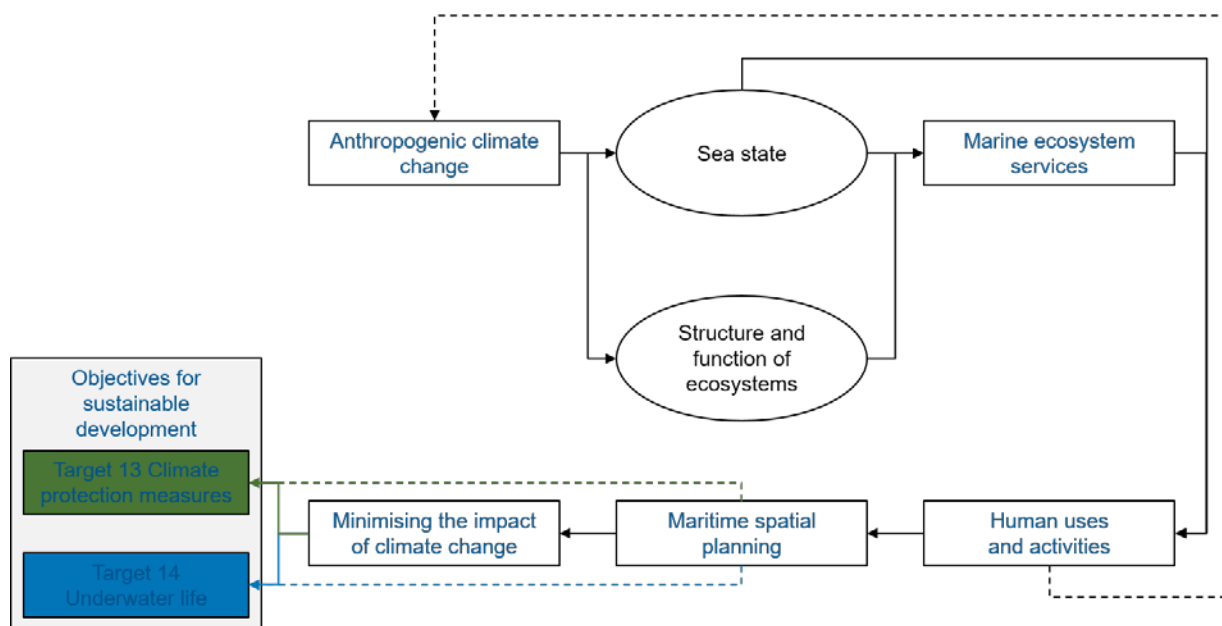 Anthropogenic climate
change
Sea state
Marine ecosystem
services
Structure and
function of
ecosystems
Objectives for
sustainable
development
Target 13 Climate
protection measures
Target 14
Underwater life
Minimising the impact
of climate change
Maritime spatial
planning
Human uses
and activities